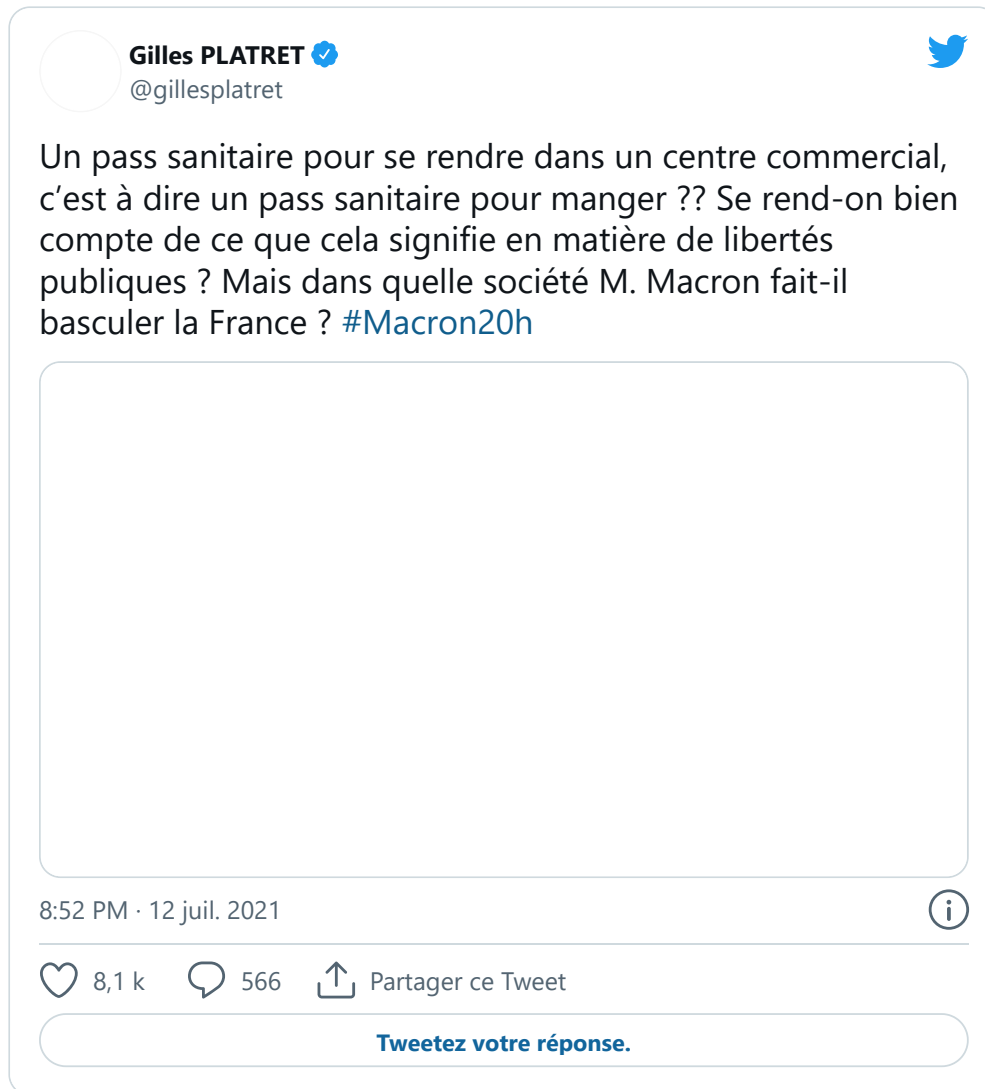 Gilles PLATRET
@gillesplatret
Un pass sanitaire pour se rendre dans un centre commercial,
c’est à dire un pass sanitaire pour manger ?? Se rend-on bien
compte de ce que cela signifie en matière de libertés
publiques ? Mais dans quelle société M. Macron fait-il
basculer la France ? #Macron20h
8:52 PM · 12 juil. 2021
8,1 k 566 Partager ce Tweet
Tweetez votre réponse.